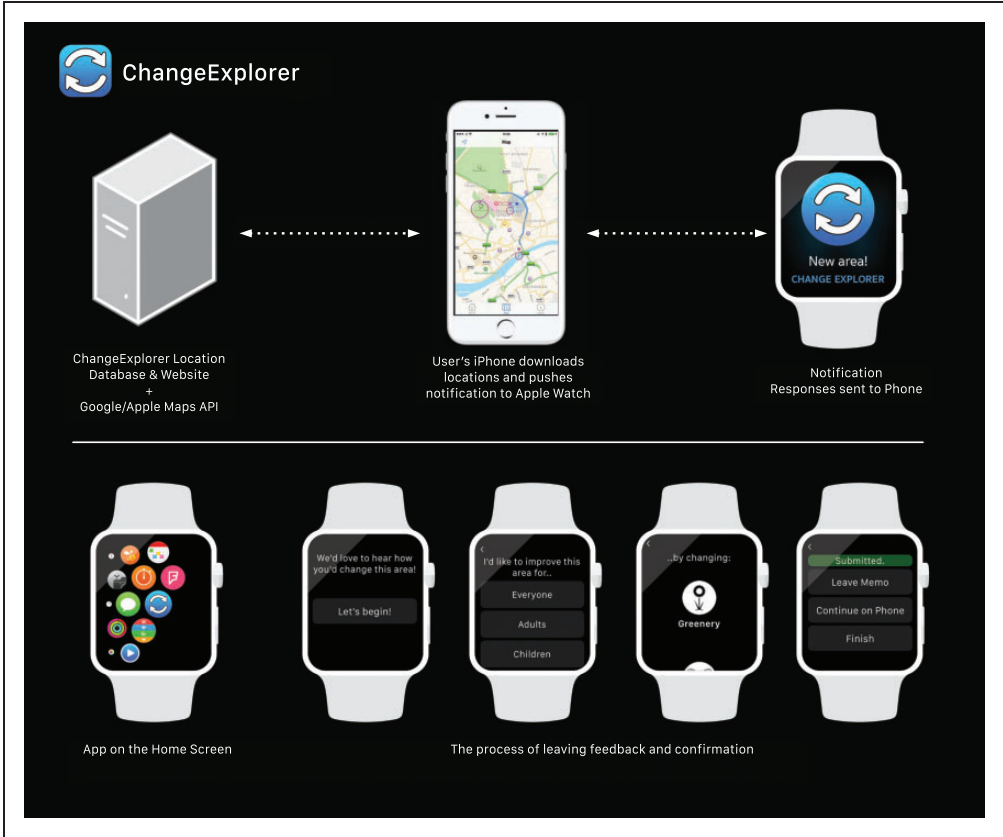 ChangeExplorer
New area!
CHANGE EXPLORER
ChangeExplorer Location
Database & Website
+
Google/Apple Maps API
User's iPhone downloads
locations and pushes
notification to Apple Watch
Notification
Responses sent to Phone
We'd love to hear how
you'd change this area!
Let's begin!
I'd like to improve this
area for..
Everyone
Adults
Children
..by changing:
Greenery
Submitted.
Leave Memo
Continue on Phone
Finish
App on the Home Screen
The process of leaving feedback and confirmation